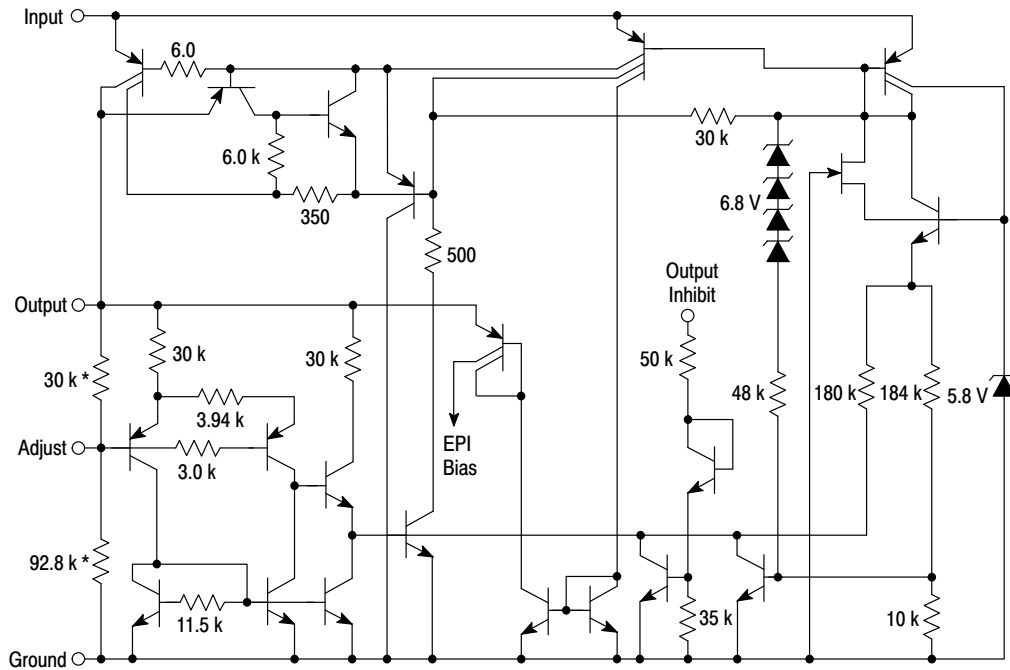 Input
6.0
30 k
6.0 k
350
6.8 V
500
Output
Output
Inhibit
30 k
30 k
50 k
30 k *
3.94 k
48 k
180 k
184 k
5.8 V
Adjust
3.0 k
EPI
Bias
92.8 k *
11.5 k
35 k
10 k
Ground